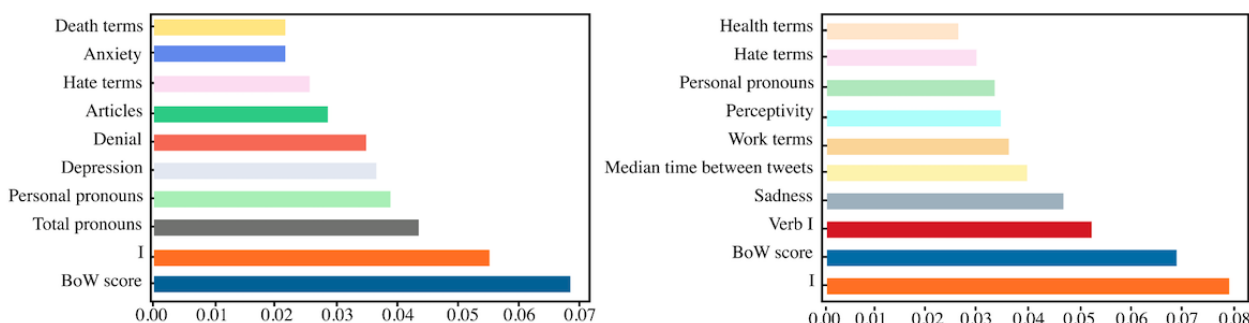 Death terms
Anxiety
Hate terms
Articles
Denial
Depression
Personal pronouns
Total pronouns
I
BoW score
0.00 0.01 0.02 0.03 0.04 0.05 0.06 0.07
Health terms
Hate terms
Personal pronouns
Perceptivity
Work terms
Median time between tweets
Sadness
Verb I
BoW score
I
0.00 0.01 0.02 0.03 0.04 0.05 0.06 0.07 0.08